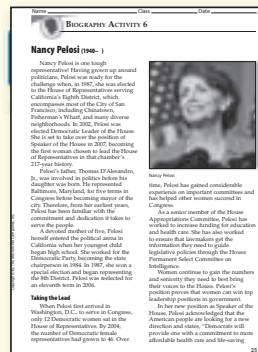 Name Class Date
BIOGRAPHY ACTIVITY 6
Nancy Pelosi (1940– )
Nancy Pelosi is one tough
representative! Having grown up around
politicians, Pelosi was ready for the
challenge when, in 1987, she was elected
to the House of Representatives serving
California's Eighth District, which
encompasses most of the City of San
Francisco, including Chinatown,
Fisherman's Wharf, and many diverse
neighborhoods. In 2002, Pelosi was
elected Democratic Leader of the House.
She is set to take over the position of
Speaker of the House in 2007, becoming
the first woman chosen to lead the House
of Representatives in that chamber's
217-year history.
Pelosi's father, Thomas D'Alesandro,
Jr., was involved in politics before his
daughter was born. He represented
Baltimore, Maryland, for five terms in
Congress before becoming mayor of the
city. Therefore, from her earliest years,
Pelosi has been familiar with the
commitment and dedication it takes to
serve the people.
A devoted mother of five, Pelosi
herself entered the political arena in
California when her youngest child
began high school. She worked for the
Democratic Party, becoming the state
chairperson in 1984. In 1987, she won a
special election and began representing
the 8th District. Pelosi was reelected for
an eleventh term in 2006.
Taking the Lead
When Pelosi first arrived in
Washington, D.C., to serve in Congress,
only 12 Democratic women sat in the
House of Representatives. By 2004,
the number of Democratic female
representatives had grown to 46. Over
Nancy Pelosi
time, Pelosi has gained considerable
experience on important committees and
has helped other women succeed in
Congress.
As a senior member of the House
Appropriations Committee, Pelosi has
worked to increase funding for education
and health care. She has also worked
to ensure that lawmakers get the
information they need to guide
legislative policies through the House
Permanent Select Committee on
Intelligence.
Women continue to gain the numbers
and seniority they need to best bring
their voices to the House. Pelosi's
position proves that women can win top
leadership positions in government.
In her new position as Speaker of the
House, Pelosi acknowledged that the
American people are looking for a new
direction and states, "Democrats will
provide one with a commitment to more
affordable health care and life-saving
25